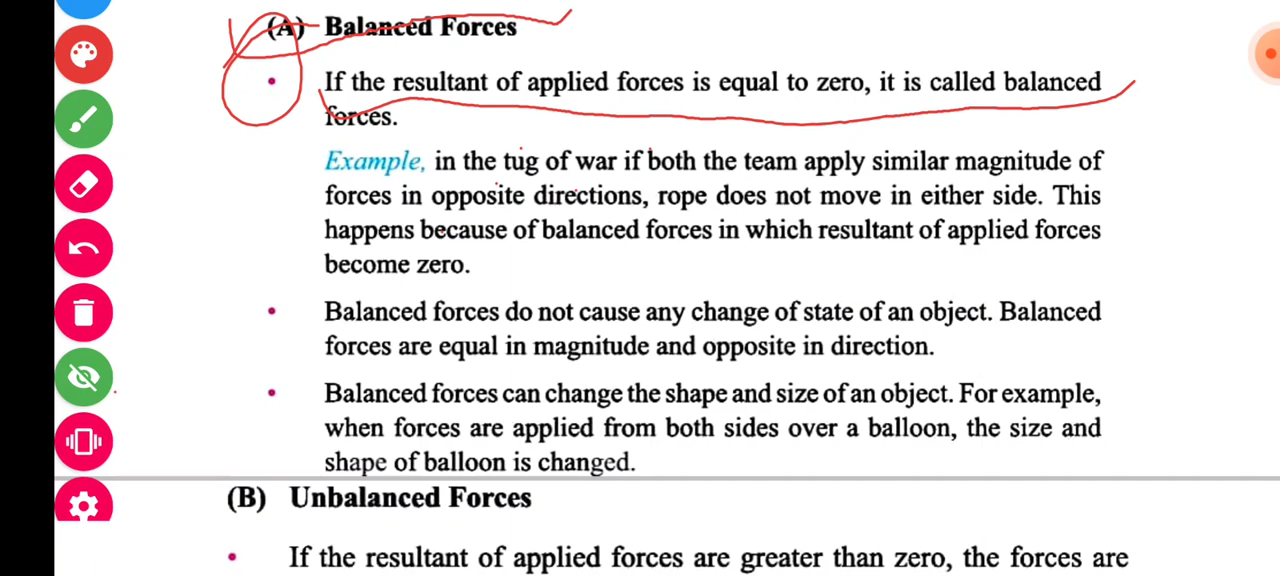 (A) Balanced Forces
• If the resultant of applied forces is equal to zero, it is called balanced
forces.
Example, in the tug of war if both the team apply similar magnitude of
forces in opposite directions, rope does not move in either side. This
happens because of balanced forces in which resultant of applied forces
become zero.
• Balanced forces do not cause any change of state of an object. Balanced
forces are equal in magnitude and opposite in direction.
• Balanced forces can change the shape and size of an object. For example,
when forces are applied from both sides over a balloon, the size and
shape of balloon is changed.
(B) Unbalanced Forces
• If the resultant of applied forces are greater than zero, the forces are